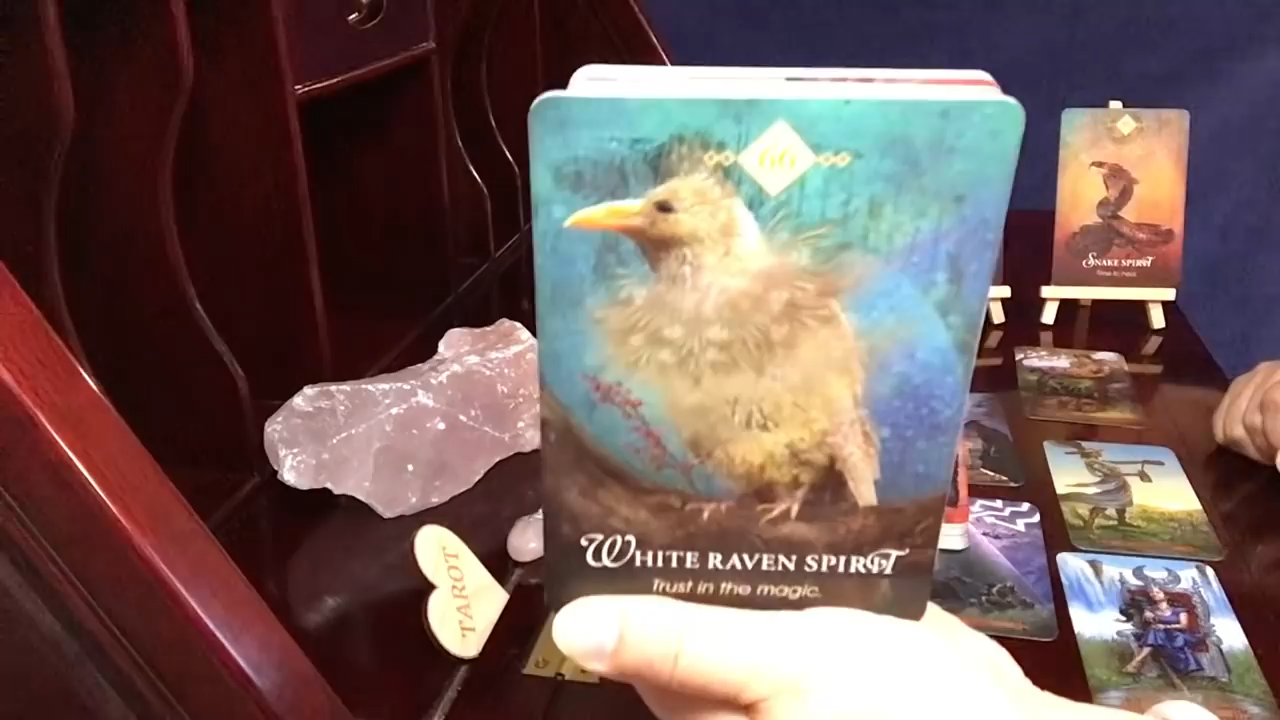 66
WHITE RAVEN SPIRIT
Trust in the magic.
SNAKE SPIRIT
TAROT